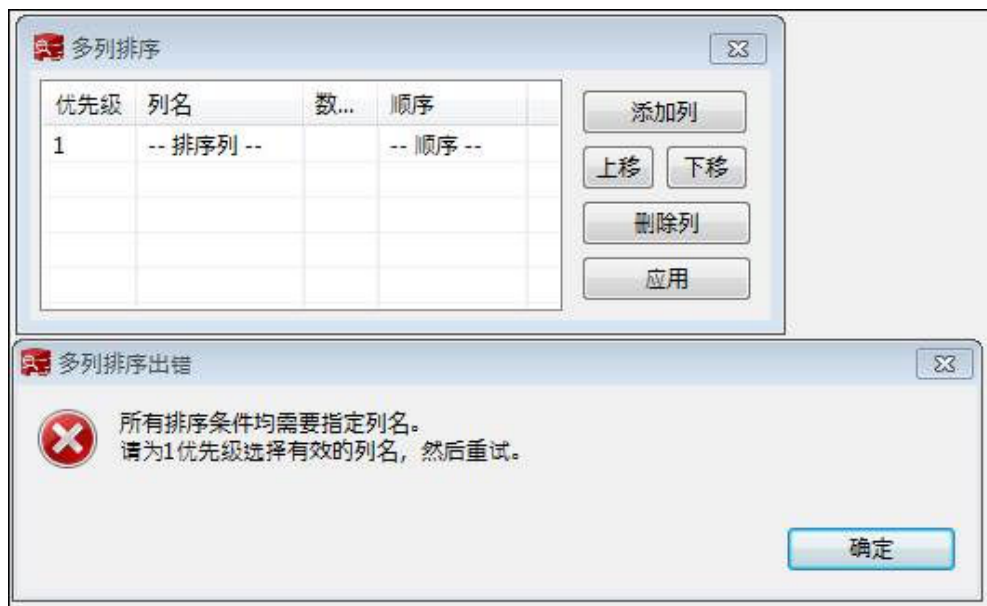 多列排序
优先级 列名 数... 顺序
1 -- 排序列 -- -- 顺序 --
添加列
上移 下移
删除列
应用
多列排序出错
所有排序条件均需要指定列名。
请为1优先级选择有效的列名，然后重试。
确定